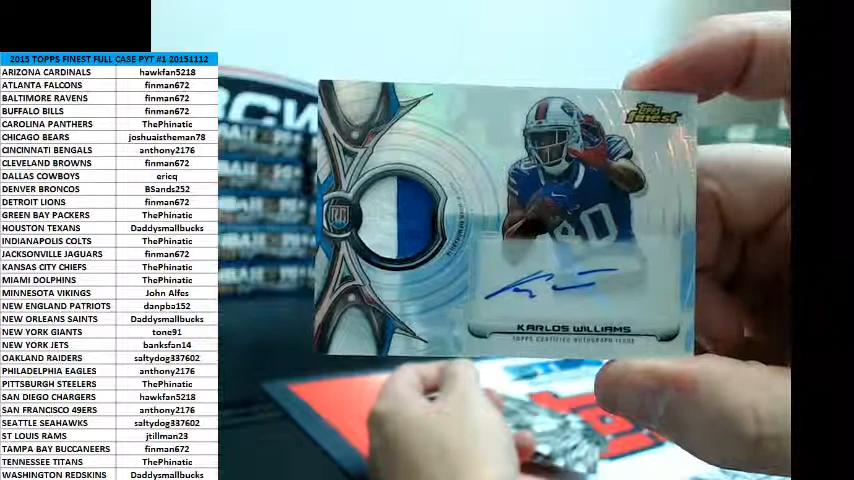 2015 TOPPS FINEST FULL CASE PYT #1 20151112
ARIZONA CARDINALS hawkfan5218
ATLANTA FALCONS finman672
BALTIMORE RAVENS finman672
BUFFALO BILLS finman672
CAROLINA PANTHERS ThePhinatic
CHICAGO BEARS joshuaistheman78
CINCINNATI BENGALS anthony2176
CLEVELAND BROWNS finman672
DALLAS COWBOYS ericq
DENVER BRONCOS BSands252
DETROIT LIONS finman672
GREEN BAY PACKERS ThePhinatic
HOUSTON TEXANS Daddysmallbucks
INDIANAPOLIS COLTS ThePhinatic
JACKSONVILLE JAGUARS finman672
KANSAS CITY CHIEFS ThePhinatic
MIAMI DOLPHINS ThePhinatic
MINNESOTA VIKINGS John Alfes
NEW ENGLAND PATRIOTS danpba152
NEW ORLEANS SAINTS Daddysmallbucks
NEW YORK GIANTS tone91
NEW YORK JETS banksfan14
OAKLAND RAIDERS saltydog337602
PHILADELPHIA EAGLES anthony2176
PITTSBURGH STEELERS ThePhinatic
SAN DIEGO CHARGERS hawkfan5218
SAN FRANCISCO 49ERS anthony2176
SEATTLE SEAHAWKS saltydog337602
ST LOUIS RAMS jtillman23
TAMPA BAY BUCCANEERS finman672
TENNESSEE TITANS ThePhinatic
WASHINGTON REDSKINS Daddysmallbucks
Topps
finest
80
KARLOS WILLIAMS
TOPPS CERTIFIED AUTOGRAPH ISSUE